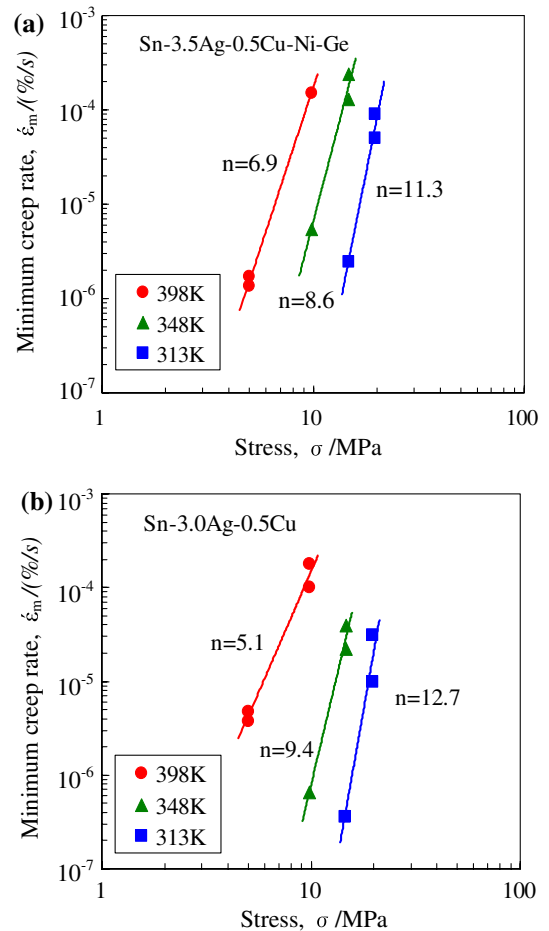 (a)
Sn-3.5Ag-0.5Cu-Ni-Ge
Minimum creep rate, έₘ/(%/s)
10⁻³
10⁻⁴
10⁻⁵
10⁻⁶
10⁻⁷
n=6.9
n=11.3
n=8.6
398K
348K
313K
1
10
100
Stress, σ /MPa
(b)
Sn-3.0Ag-0.5Cu
Minimum creep rate, έₘ/(%/s)
10⁻³
10⁻⁴
10⁻⁵
10⁻⁶
10⁻⁷
n=5.1
n=12.7
n=9.4
398K
348K
313K
1
10
100
Stress, σ /MPa